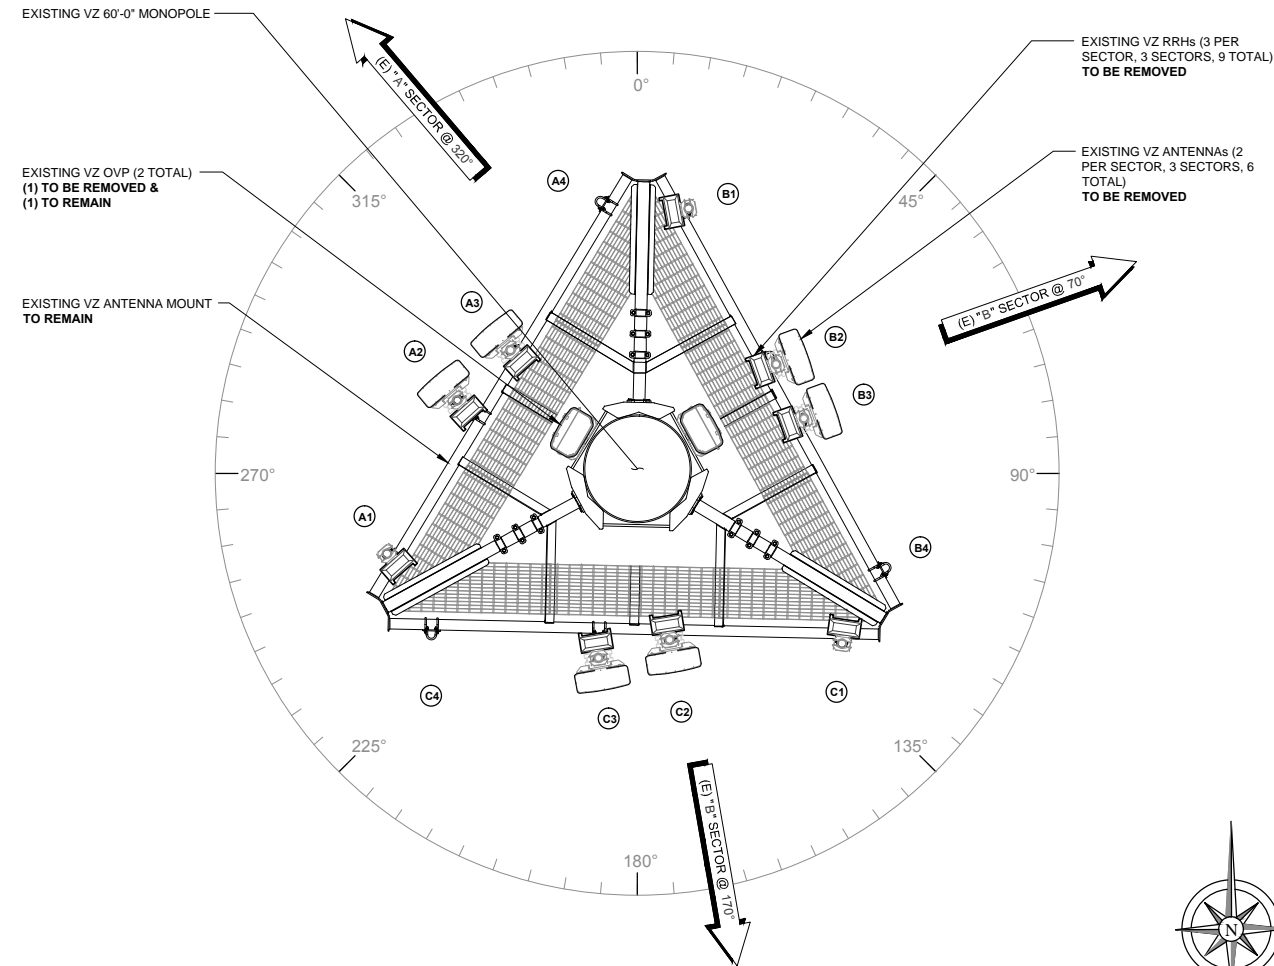 EXISTING VZ 60'-0" MONOPOLE
(E) "A" SECTOR @ 320°
EXISTING VZ RRHs (3 PER
SECTOR, 3 SECTORS, 9 TOTAL)
TO BE REMOVED
0°
EXISTING VZ ANTENNAs (2
PER SECTOR, 3 SECTORS, 6
TOTAL)
TO BE REMOVED
EXISTING VZ OVP (2 TOTAL)
(1) TO BE REMOVED &
(1) TO REMAIN
A4
B1
315°
45°
(E) "B" SECTOR @ 70°
EXISTING VZ ANTENNA MOUNT
TO REMAIN
A3
B2
A2
B3
270°
90°
A1
B4
C4
C3
C2
C1
225°
135°
(E) "B" SECTOR @ 170°
180°
N